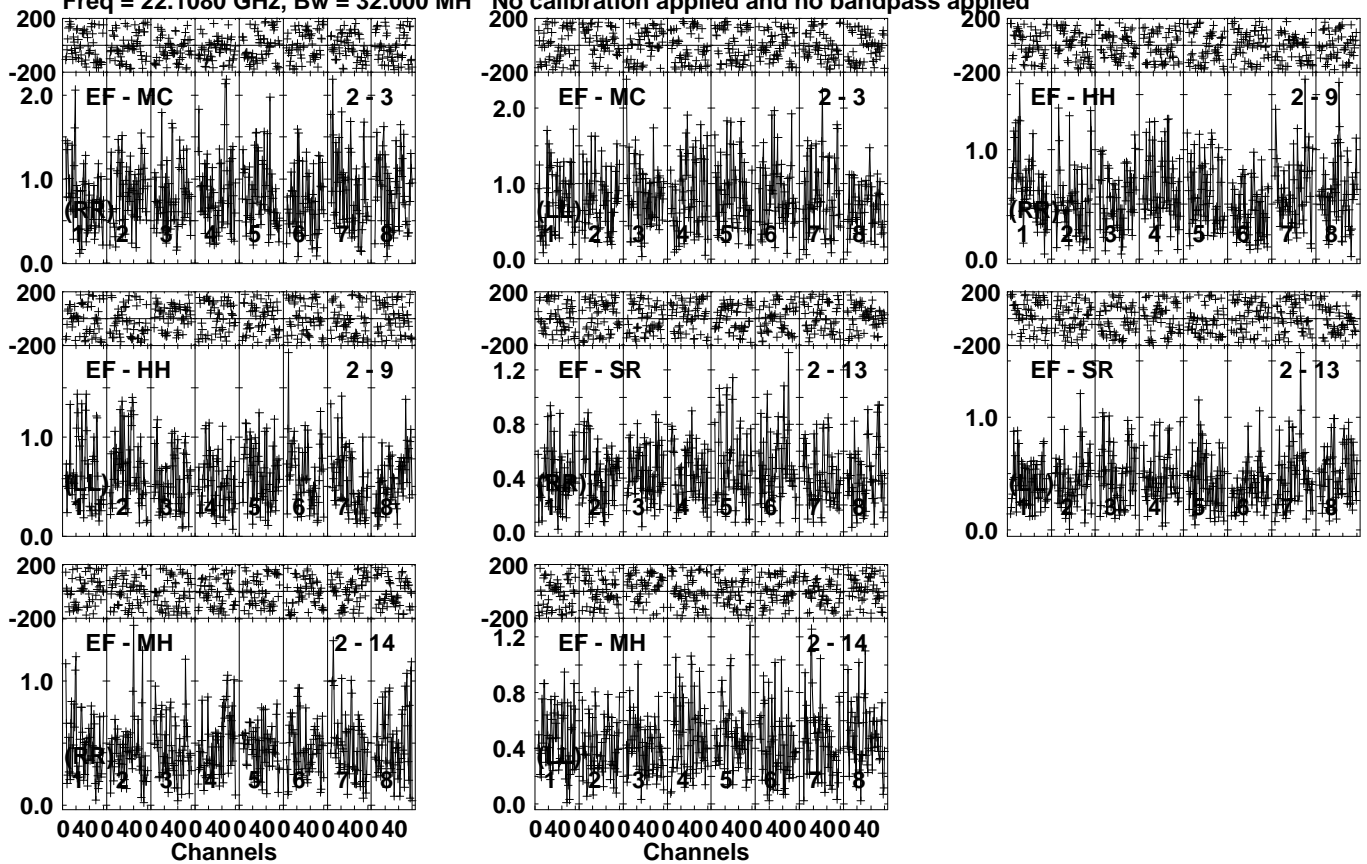 Freq = 22.1080 GHz, Bw = 32.000 MH No calibration applied and no bandpass applied
200
-200
EF - MC 2 - 3
2.0
1.0
0.0
(RR)
1 2 3 4 5 6 7 8
200
-200
EF - MC 2 - 3
2.0
1.0
0.0
(LL)
1 2 3 4 5 6 7 8
200
-200
EF - HH 2 - 9
1.0
0.0
(RR)
1 2 3 4 5 6 7 8
200
-200
EF - HH 2 - 9
1.0
0.0
(LL)
1 2 3 4 5 6 7 8
200
-200
EF - SR 2 - 13
1.2
0.8
0.4
0.0
(RR)
1 2 3 4 5 6 7 8
200
-200
EF - SR 2 - 13
1.0
0.0
(LL)
1 2 3 4 5 6 7 8
200
-200
EF - MH 2 - 14
1.0
0.0
(RR)
1 2 3 4 5 6 7 8
0 40 0 40 0 40 0 40 0 40 0 40 0 40 0 40
Channels
200
-200
EF - MH 2 - 14
1.2
0.8
0.4
0.0
(LL)
1 2 3 4 5 6 7 8
0 40 0 40 0 40 0 40 0 40 0 40 0 40 0 40
Channels